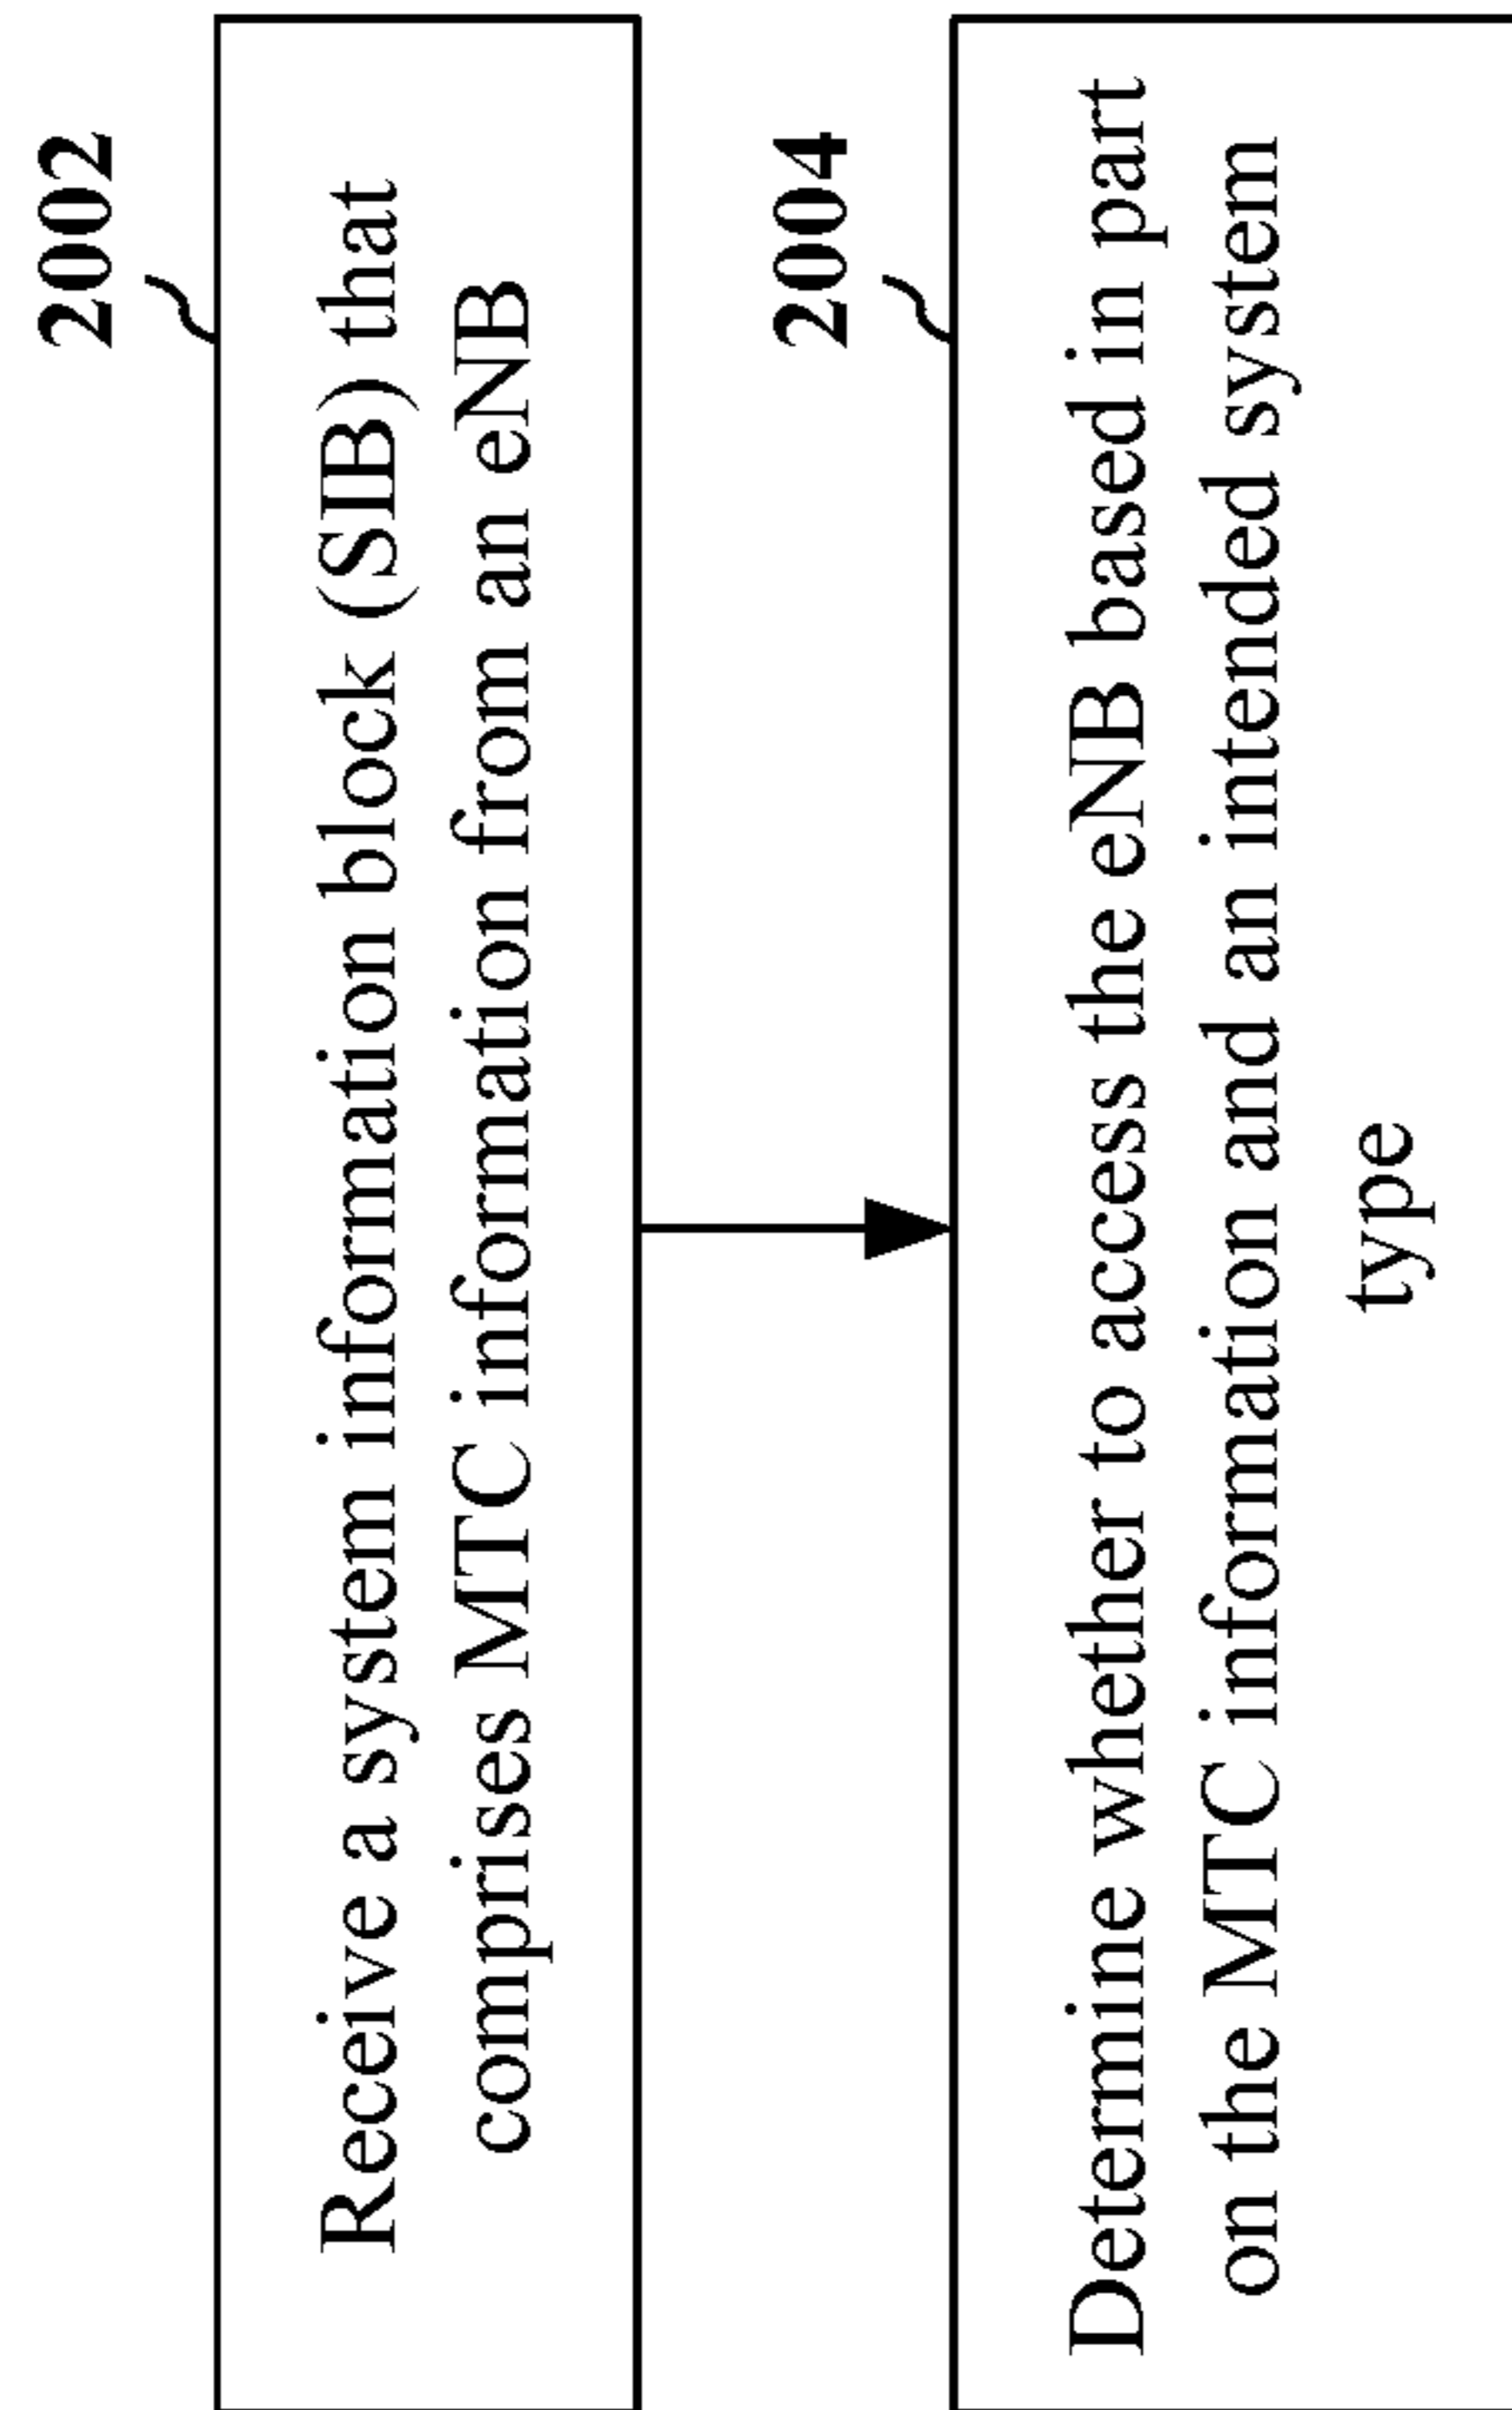 2002
Receive a system information block (SIB) that
comprises MTC information from an eNB
2004
Determine whether to access the eNB based in part
on the MTC information and an intended system
type